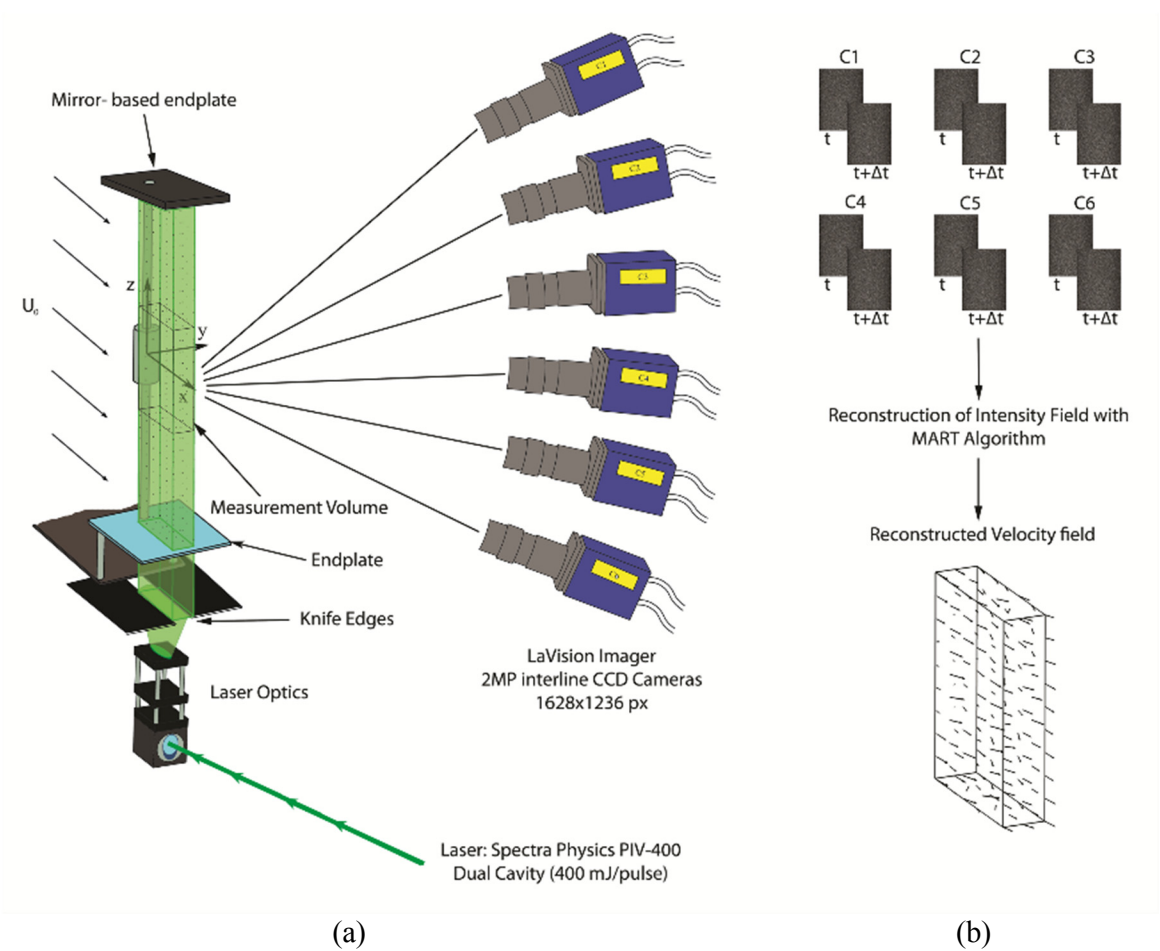 Mirror- based endplate
U₀
z
y
x
Measurement Volume
Endplate
Knife Edges
Laser Optics
C1
C2
C3
C4
C5
C6
LaVision Imager
2MP interline CCD Cameras
1628x1236 px
Laser: Spectra Physics PIV-400
Dual Cavity (400 mJ/pulse)
(a)
C1 C2 C3
t t t
t+Δt t+Δt t+Δt
C4 C5 C6
t t t
t+Δt t+Δt t+Δt
Reconstruction of Intensity Field with
MART Algorithm
Reconstructed Velocity field
(b)